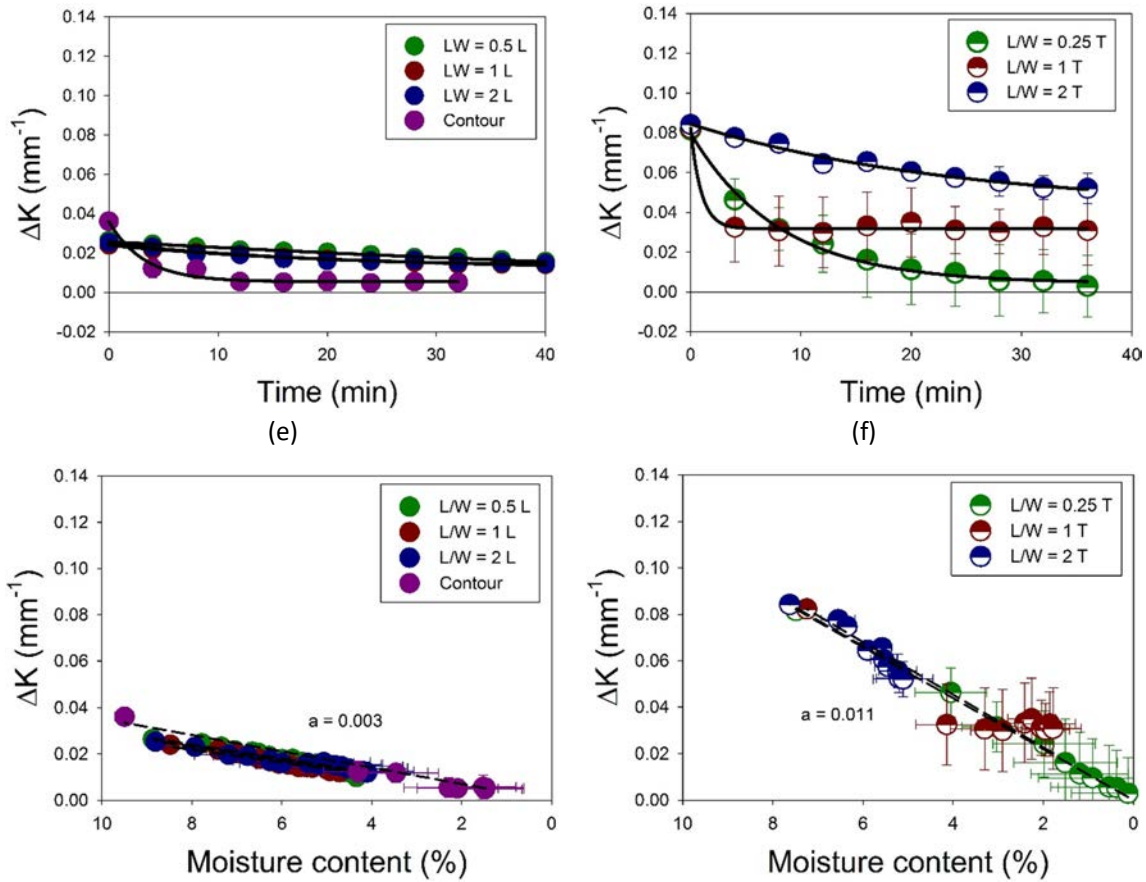 0.14
0.12
0.10
0.08
0.06
0.04
0.02
0.00
-0.02
ΔK (mm⁻¹)
LW = 0.5 L
LW = 1 L
LW = 2 L
Contour
0 10 20 30 40
Time (min)
(e)
0.14
0.12
0.10
0.08
0.06
0.04
0.02
0.00
-0.02
ΔK (mm⁻¹)
L/W = 0.25 T
L/W = 1 T
L/W = 2 T
0 10 20 30 40
Time (min)
(f)
0.14
0.12
0.10
0.08
0.06
0.04
0.02
0.00
ΔK (mm⁻¹)
L/W = 0.5 L
L/W = 1 L
L/W = 2 L
Contour
a = 0.003
10 8 6 4 2 0
Moisture content (%)
0.14
0.12
0.10
0.08
0.06
0.04
0.02
0.00
ΔK (mm⁻¹)
L/W = 0.25 T
L/W = 1 T
L/W = 2 T
a = 0.011
10 8 6 4 2 0
Moisture content (%)